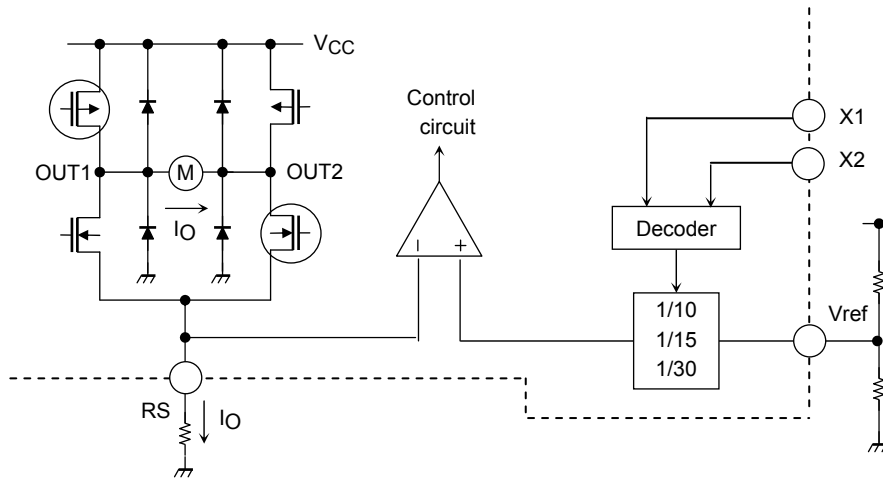 VCC
Control
circuit
X1
X2
OUT1
M
OUT2
IO
Decoder
− +
1/10
1/15
1/30
Vref
RS
IO